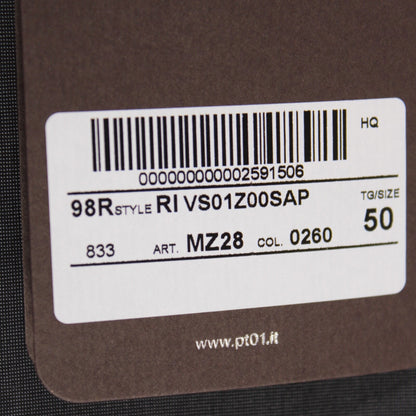 HQ
000000000002591506
98R STYLE RI VS01Z00SAP TG/SIZE
833 ART. MZ28 COL. 0260 50
www.pt01.it